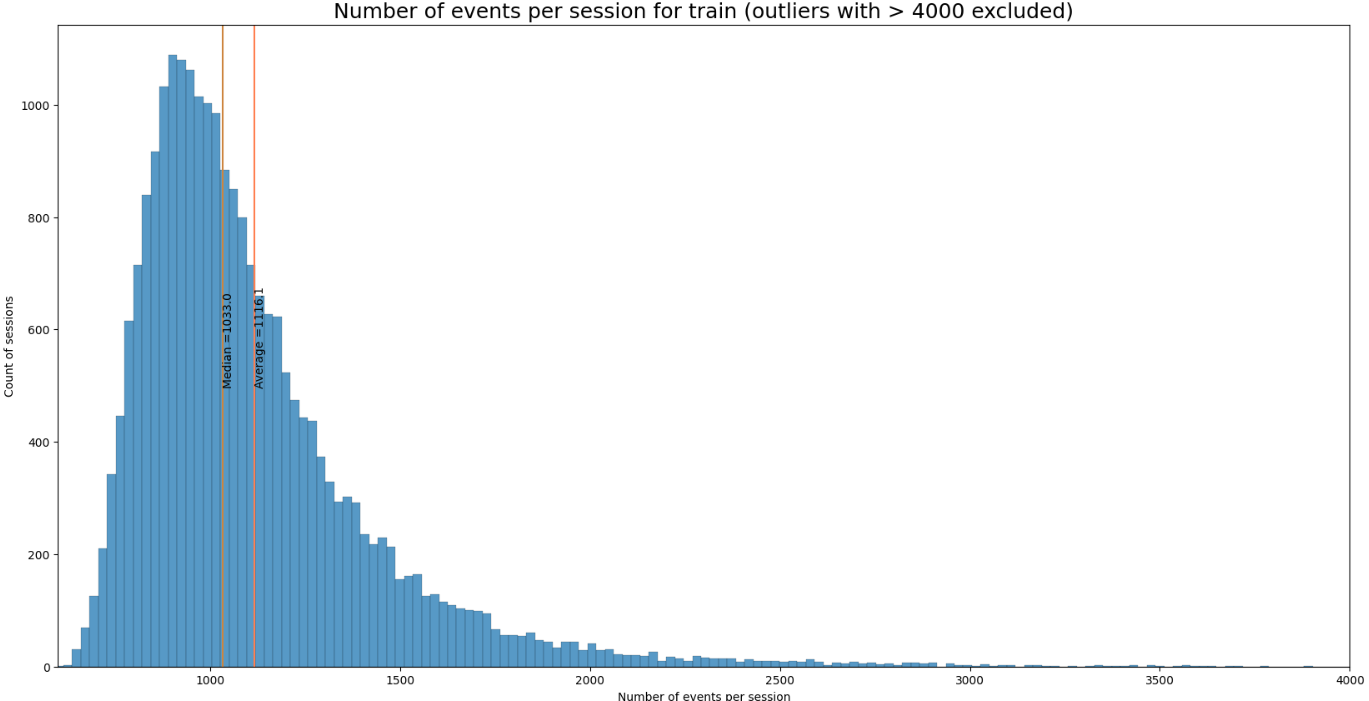 Number of events per session for train (outliers with > 4000 excluded)
Count of sessions
1000
800
600
400
200
0
Median =1033.0
Average =1116.1
1000
1500
2000
2500
3000
3500
4000
Number of events per session